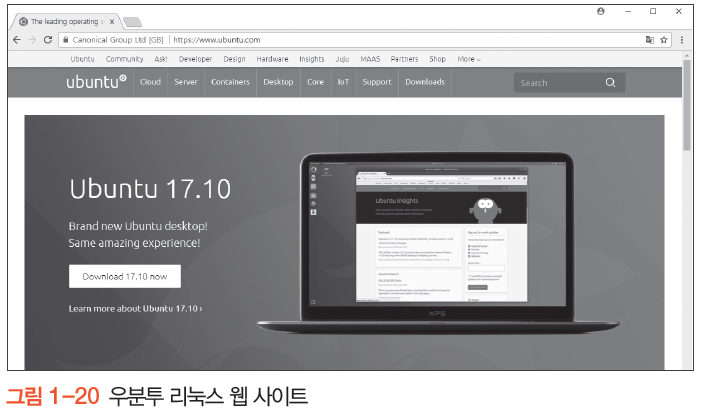 The leading operating s
Canonical Group Ltd [GB] | https://www.ubuntu.com
Ubuntu Community Ask! Developer Design Hardware Insights Juju MAAS Partners Shop More
ubuntu Cloud Server Containers Desktop Core IoT Support Downloads Search
Ubuntu 17.10
Brand new Ubuntu desktop!
Same amazing experience!
Download 17.10 now
Learn more about Ubuntu 17.10 ›
Ubuntu Insights
XPS
그림 1-20 우분투 리눅스 웹 사이트